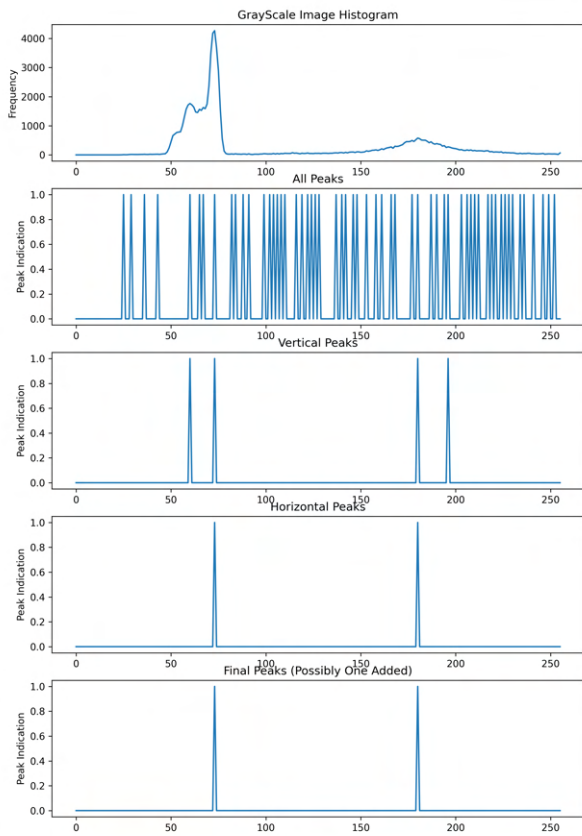 GrayScale Image Histogram
Frequency
4000
3000
2000
1000
0
0 50 100 150 200 250
All Peaks
Peak Indication
1.0
0.8
0.6
0.4
0.2
0.0
0 50 100 150 200 250
Vertical Peaks
Peak Indication
1.0
0.8
0.6
0.4
0.2
0.0
0 50 100 150 200 250
Horizontal Peaks
Peak Indication
1.0
0.8
0.6
0.4
0.2
0.0
0 50 100 150 200 250
Final Peaks (Possibly One Added)
Peak Indication
1.0
0.8
0.6
0.4
0.2
0.0
0 50 100 150 200 250